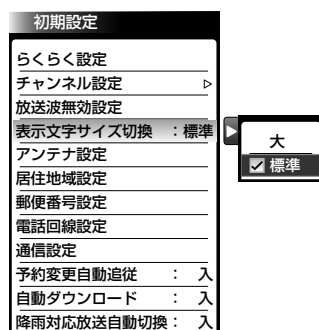 初期設定
らくらく設定
チャンネル設定
放送波無効設定
表示文字サイズ切換 : 標準
アンテナ設定
居住地域設定
郵便番号設定
電話回線設定
通信設定
予約変更自動追従 : 入
自動ダウンロード : 入
降雨対応放送自動切換 : 入
大
標準